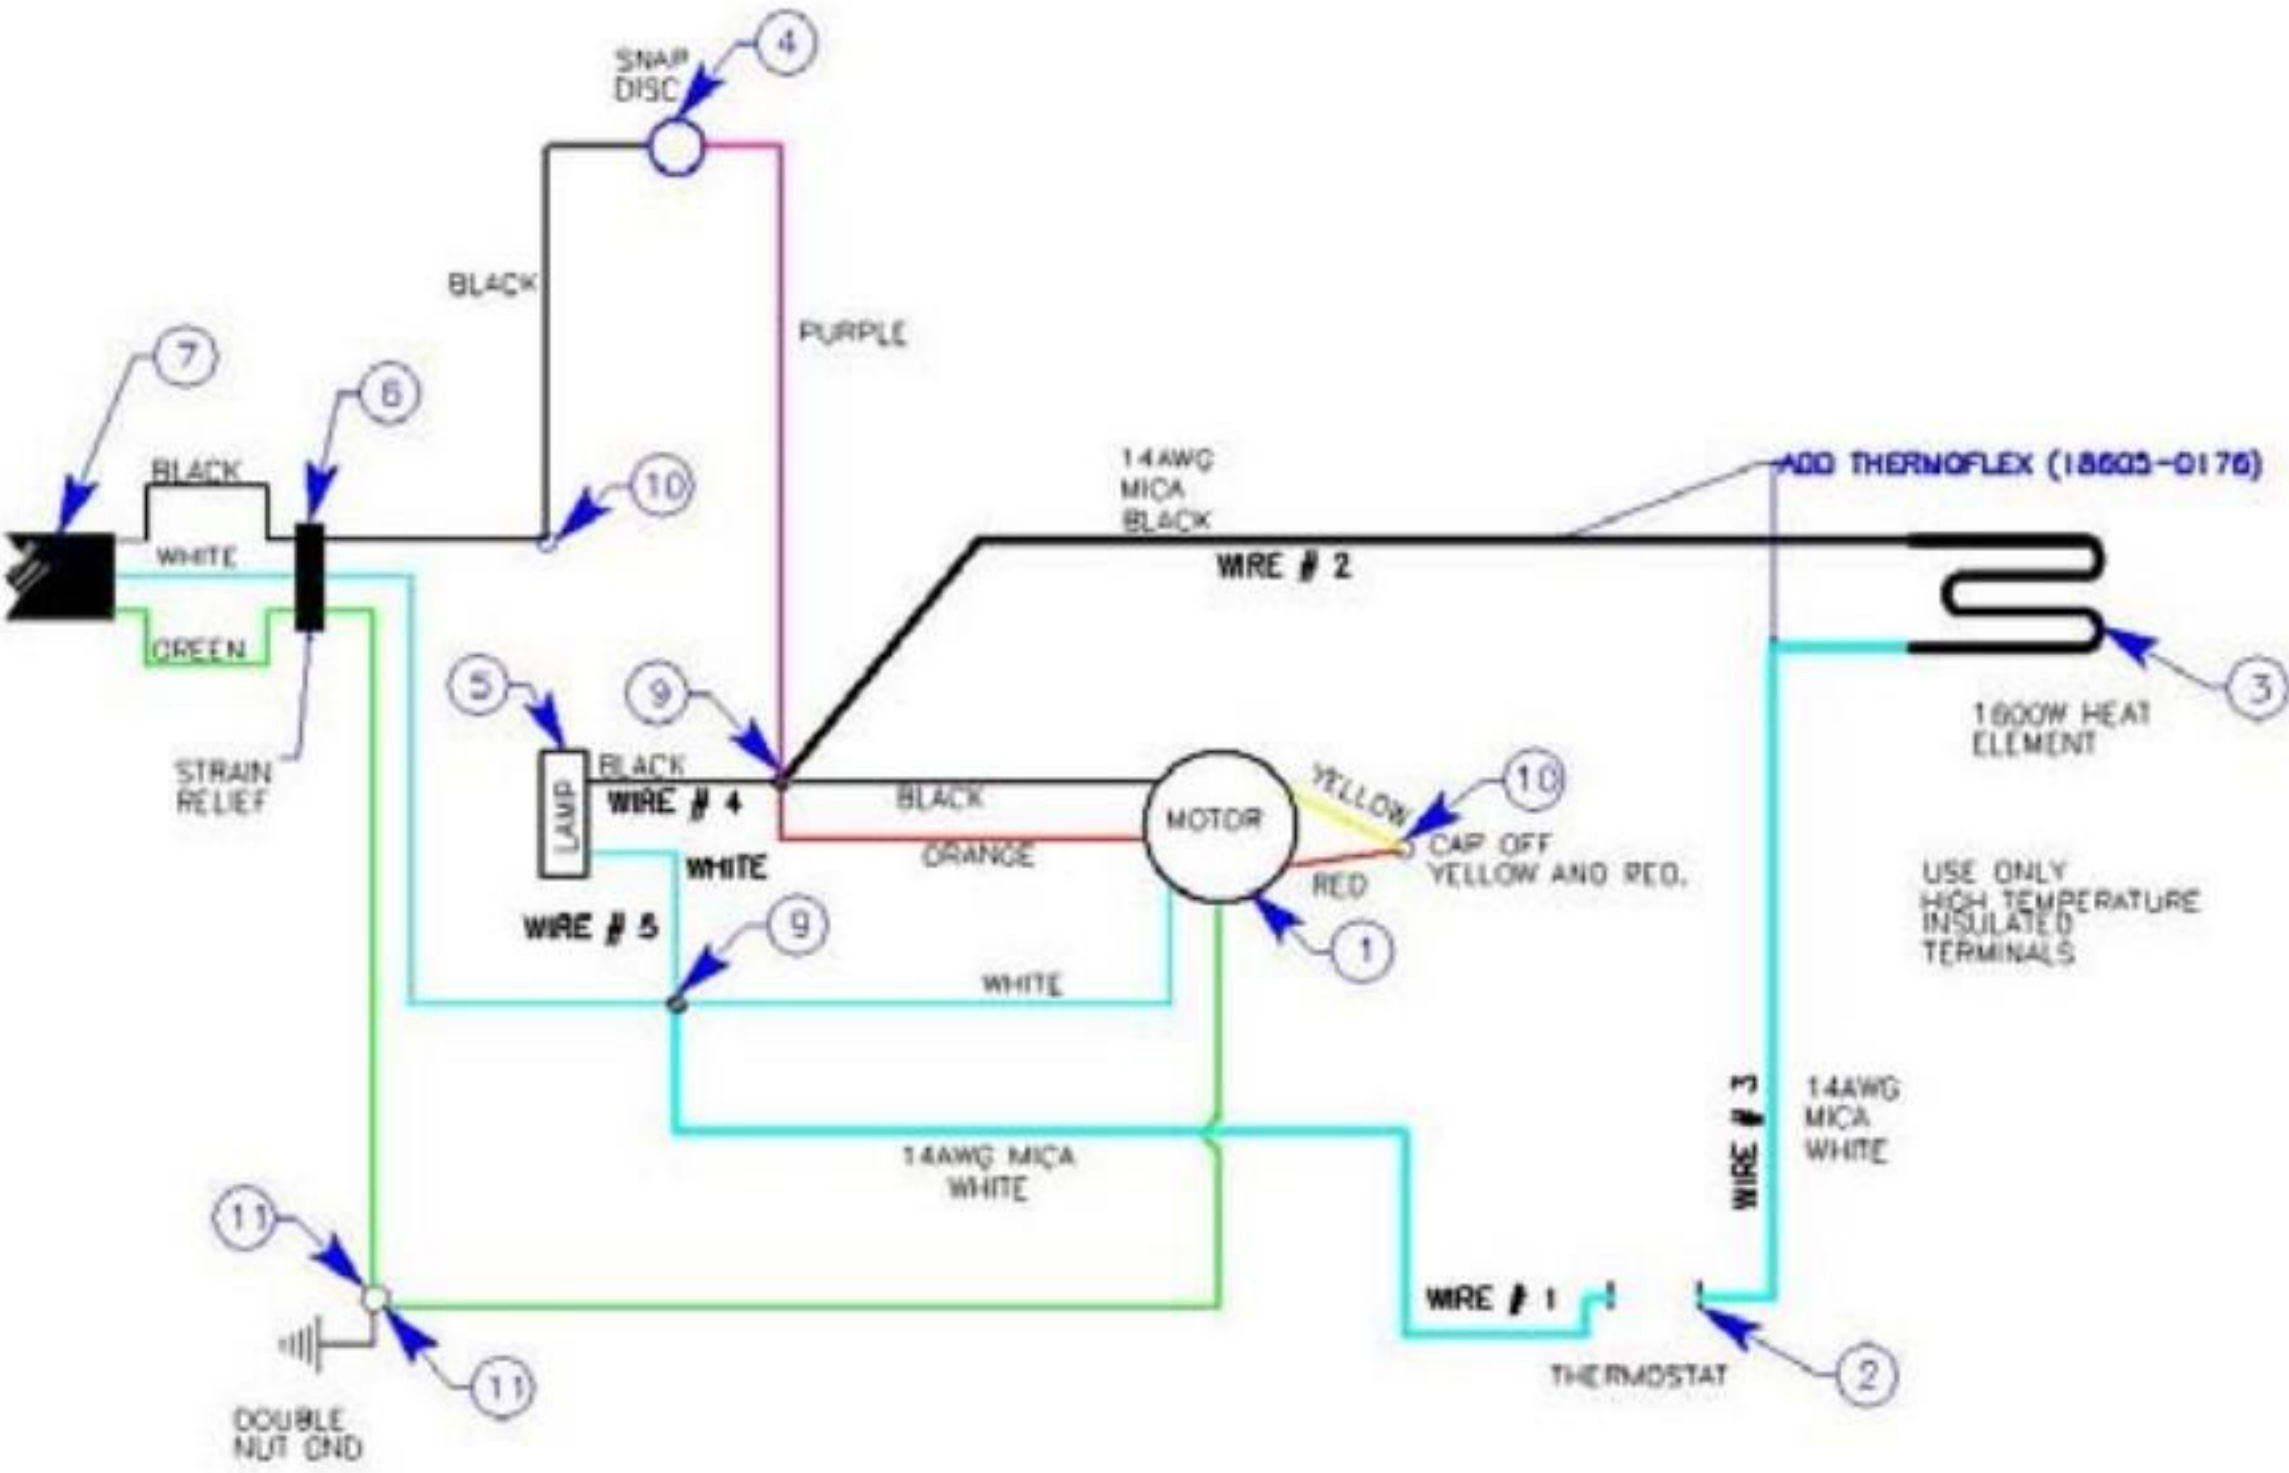 4
SNAP
DISC
BLACK
PURPLE
7
6
10
BLACK
WHITE
GREEN
STRAIN
RELIEF
14AWG
MICA
BLACK
WIRE # 2
ADD THERMOFLEX (18605-0176)
3
1800W HEAT
ELEMENT
5
9
LAMP
BLACK
WIRE # 4
WHITE
WIRE # 5
BLACK
ORANGE
MOTOR
YELLOW
RED
10
CAP OFF
YELLOW AND RED.
1
USE ONLY
HIGH TEMPERATURE
INSULATED
TERMINALS
9
WHITE
14AWG MICA
WHITE
WIRE # 3
14AWG
MICA
WHITE
11
11
DOUBLE
NUT GND
WIRE # 1
THERMOSTAT
2